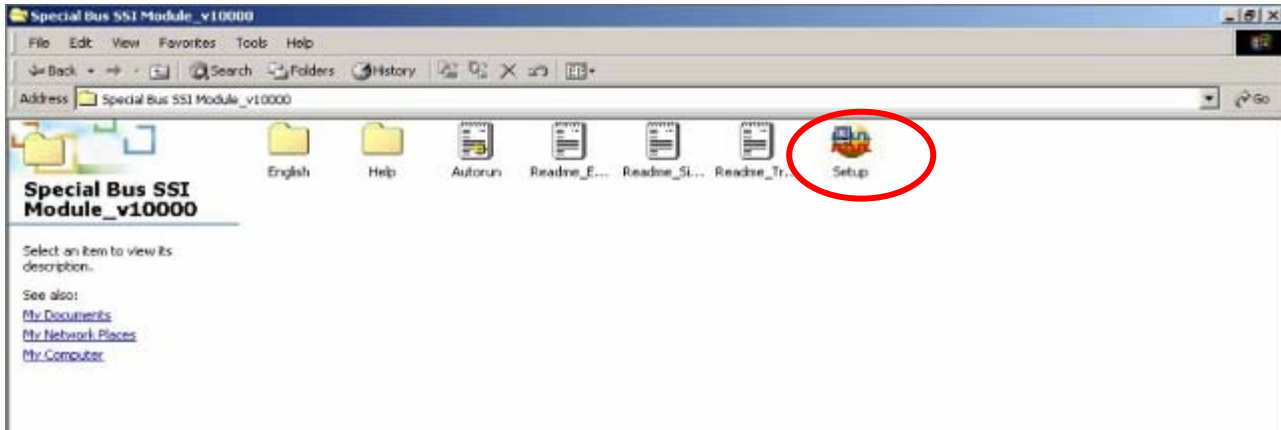 Special Bus SSI Module_v10000
File Edit View Favorites Tools Help
Back Search Folders History
Address Special Bus SSI Module_v10000 Go
English Help Autorun Readme_E... Readme_Si... Readme_Tr... Setup
Special Bus SSI
Module_v10000
Select an item to view its
description.
See also:
My Documents
My Network Places
My Computer